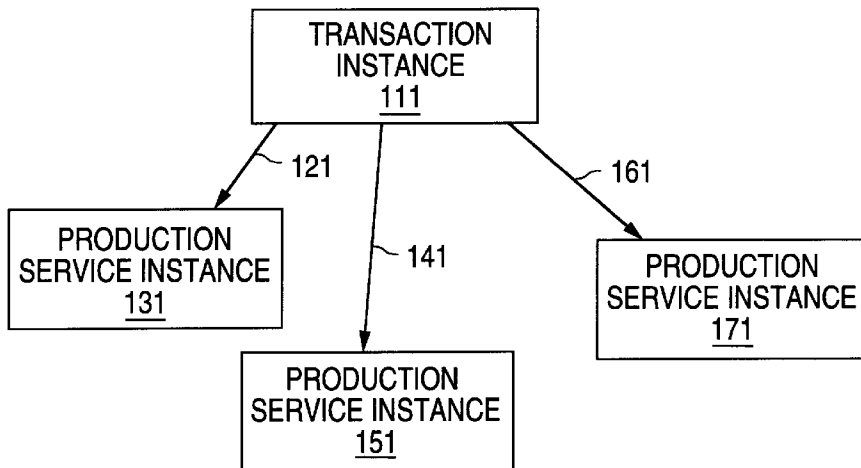 TRANSACTION
INSTANCE
111
121
161
141
PRODUCTION
SERVICE INSTANCE
131
PRODUCTION
SERVICE INSTANCE
171
PRODUCTION
SERVICE INSTANCE
151